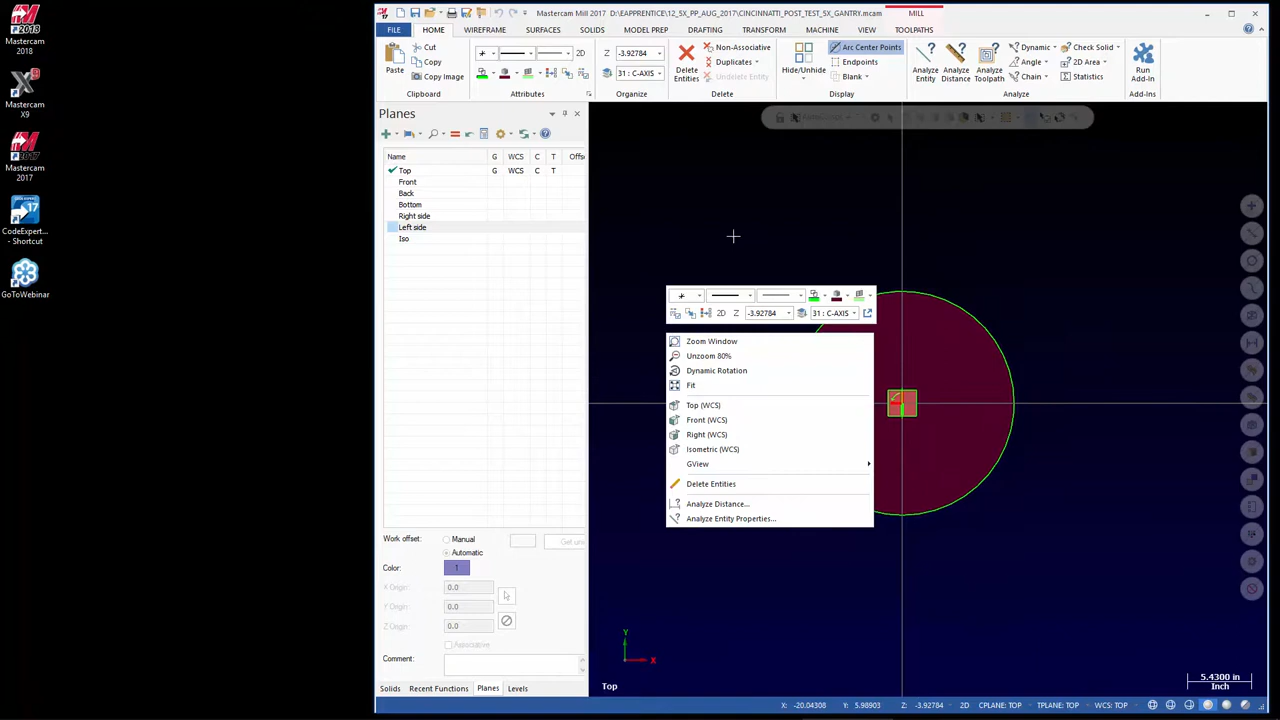 Mastercam 2018
Mastercam X9
Mastercam 2017
CodeExpert... - Shortcut
GoToWebinar
Mastercam Mill 2017 D:\EAPPRENTICE\12_5X_PP_AUG_2017\CINCINNATI_POST_TEST_5X_GANTRY.mcam
MILL
FILE HOME WIREFRAME SURFACES SOLIDS MODEL PREP DRAFTING TRANSFORM MACHINE VIEW TOOLPATHS
Paste
Cut
Copy
Copy Image
Clipboard
2D
Attributes
Z -3.92784
31 : C-AXIS
Organize
Delete Entities
Non-Associative
Duplicates
Undelete Entity
Delete
Hide/Unhide
Arc Center Points
Endpoints
Blank
Display
Analyze Entity
Analyze Distance
Analyze Toolpath
Dynamic
Angle
Chain
Check Solid
2D Area
Statistics
Analyze
Run Add-In
Add-Ins
Planes
Name G WCS C T Offs
Top G WCS C T
Front
Back
Bottom
Right side
Left side
Iso
Work offset: Manual
Automatic
Color:
X Origin: 0.0
Y Origin: 0.0
Z Origin: 0.0
Associative
Comment:
Solids Recent Functions Planes Levels
2D Z -3.92784 31 : C-AXIS
Zoom Window
Unzoom 80%
Dynamic Rotation
Fit
Top (WCS)
Front (WCS)
Right (WCS)
Isometric (WCS)
GView
Delete Entities
Analyze Distance...
Analyze Entity Properties...
Y
X
Top
5.4300 in
Inch
X: -20.04308 Y: 5.98903 Z: -3.92784 2D CPLANE: TOP TPLANE: TOP WCS: TOP